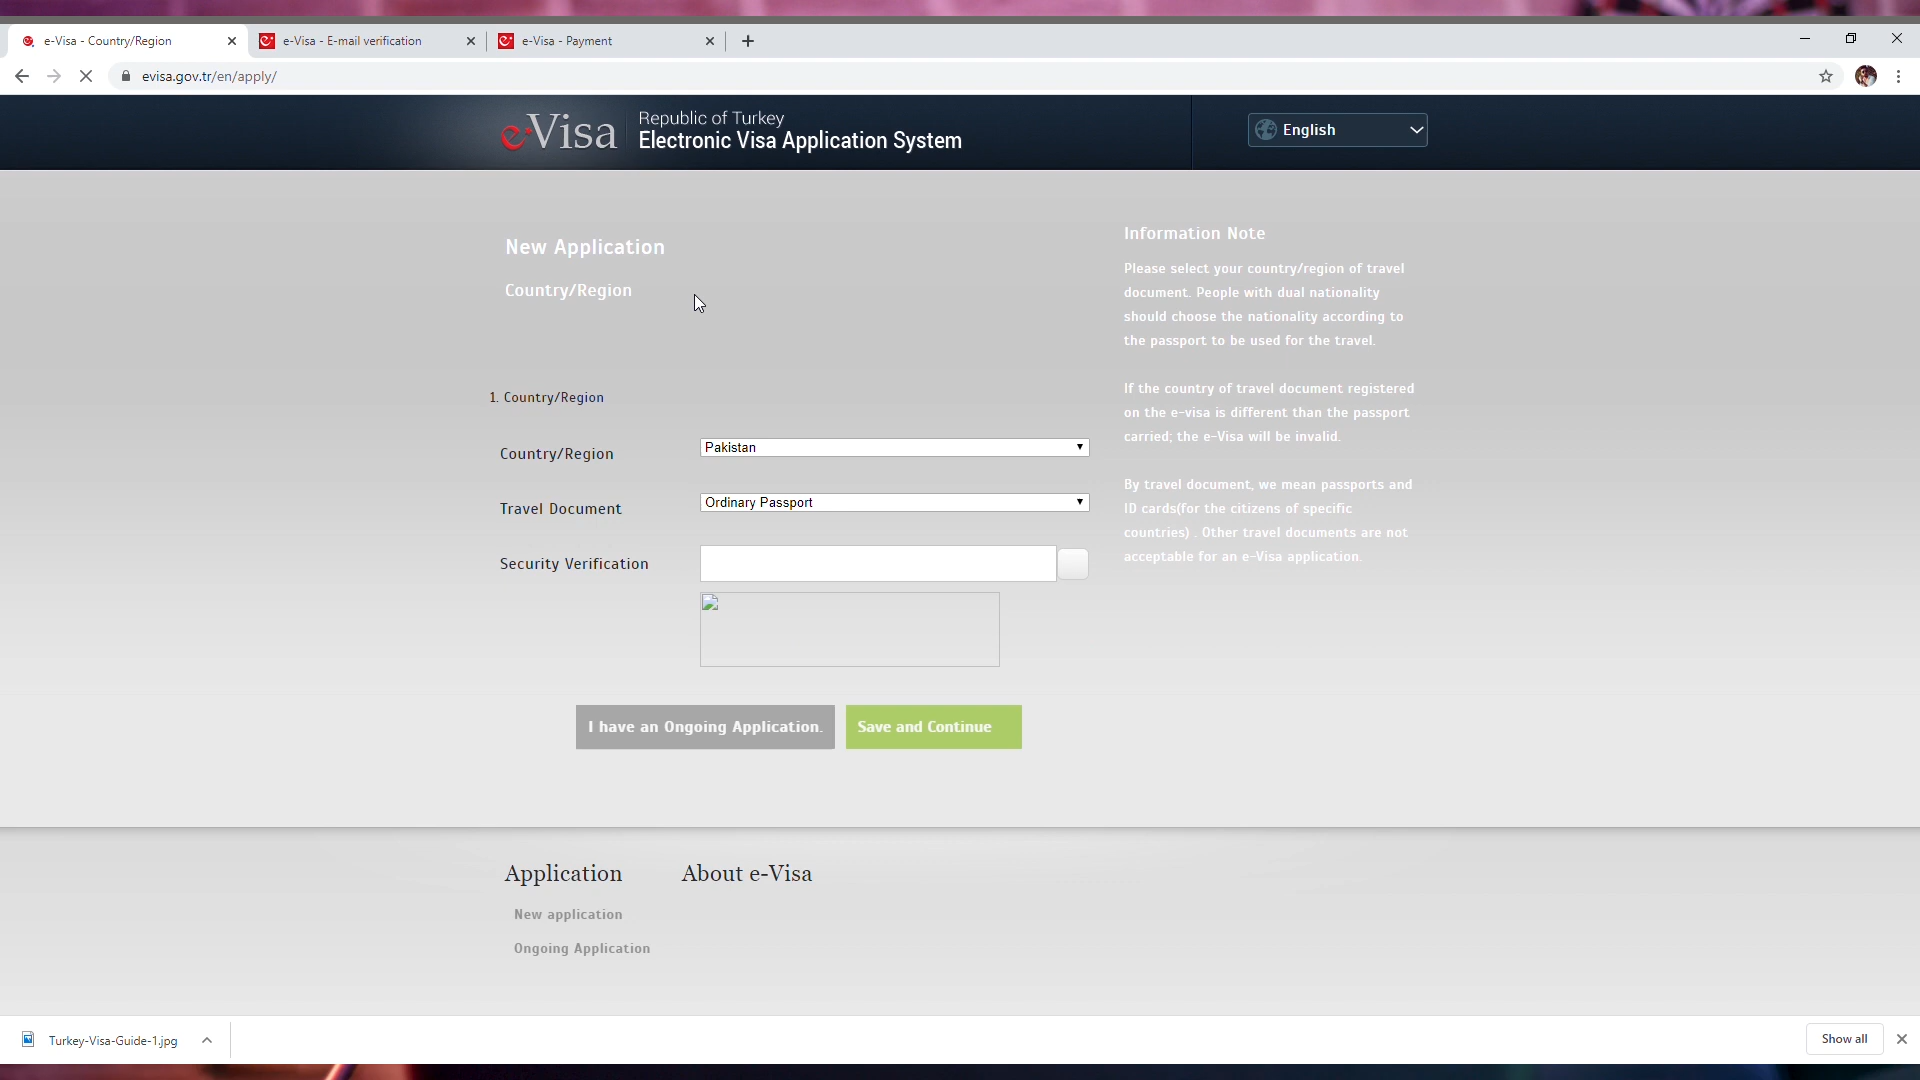 e-Visa - Country/Region
e-Visa - E-mail verification
e-Visa - Payment
evisa.gov.tr/en/apply/
e-Visa
Republic of Turkey
Electronic Visa Application System
English
New Application
Country/Region
Information Note
Please select your country/region of travel
document. People with dual nationality
should choose the nationality according to
the passport to be used for the travel.
If the country of travel document registered
on the e-visa is different than the passport
carried; the e-Visa will be invalid.
By travel document, we mean passports and
ID cards(for the citizens of specific
countries) . Other travel documents are not
acceptable for an e-Visa application.
1. Country/Region
Country/Region
Pakistan
Travel Document
Ordinary Passport
Security Verification
I have an Ongoing Application.
Save and Continue
Application
About e-Visa
New application
Ongoing Application
Turkey-Visa-Guide-1.jpg
Show all